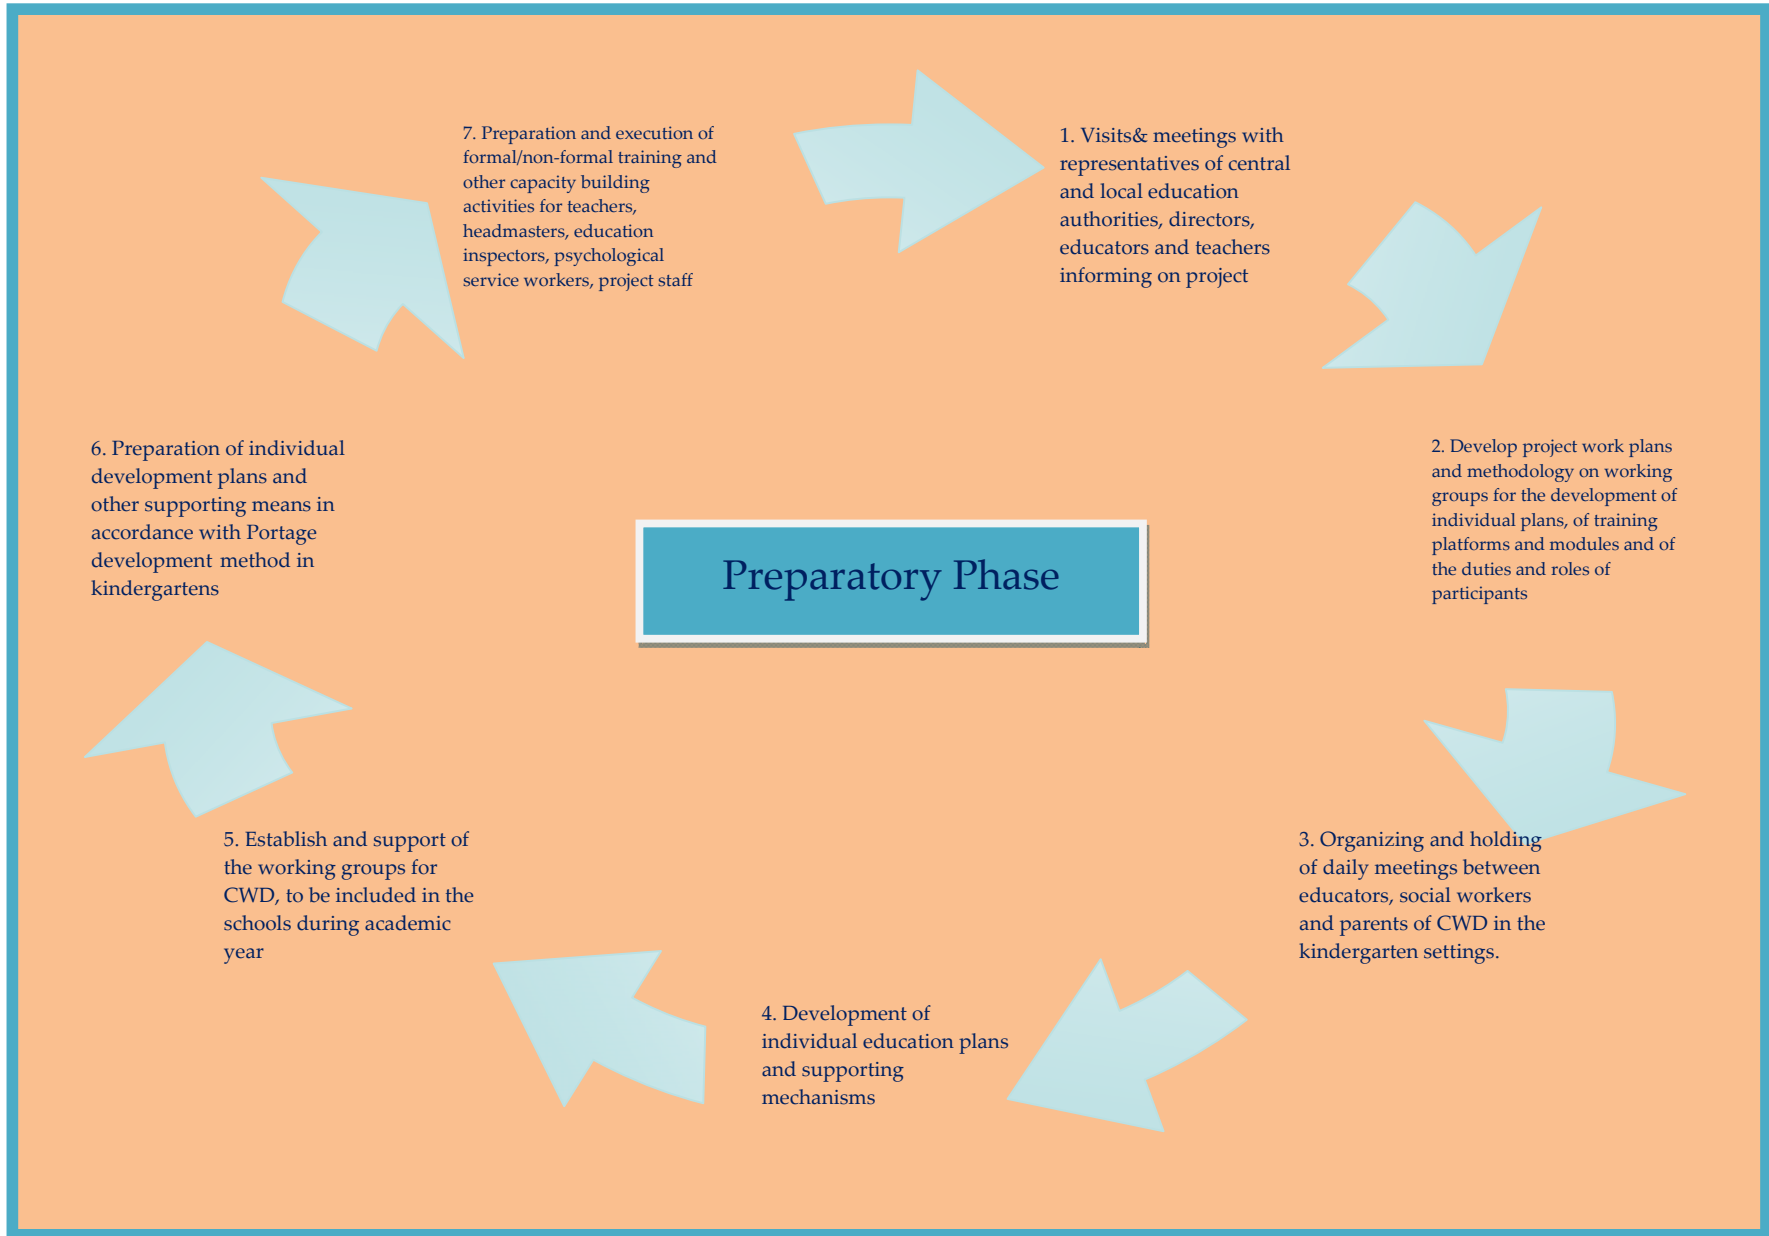 Preparatory Phase
1. Visits& meetings with
representatives of central
and local education
authorities, directors,
educators and teachers
informing on project
2. Develop project work plans
and methodology on working
groups for the development of
individual plans, of training
platforms and modules and of
the duties and roles of
participants
3. Organizing and holding
of daily meetings between
educators, social workers
and parents of CWD in the
kindergarten settings.
4. Development of
individual education plans
and supporting
mechanisms
5. Establish and support of
the working groups for
CWD, to be included in the
schools during academic
year
6. Preparation of individual
development plans and
other supporting means in
accordance with Portage
development method in
kindergartens
7. Preparation and execution of
formal/non-formal training and
other capacity building
activities for teachers,
headmasters, education
inspectors, psychological
service workers, project staff